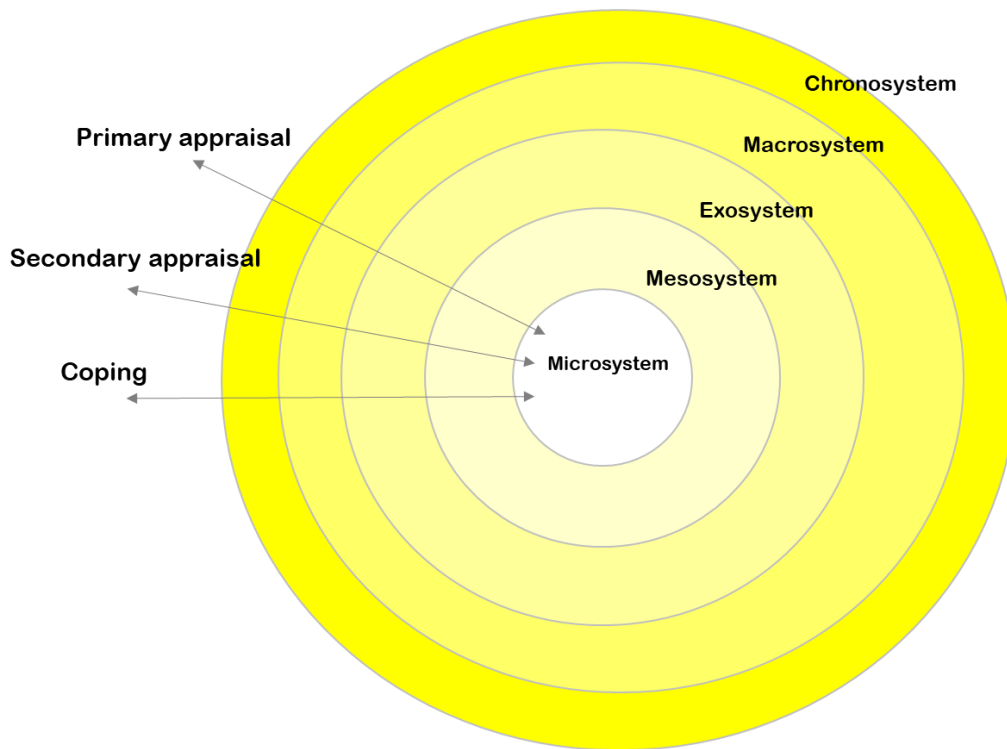 Chronosystem
Primary appraisal
Macrosystem
Exosystem
Secondary appraisal
Mesosystem
Microsystem
Coping